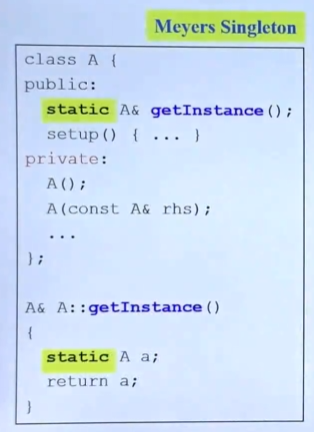 Meyers Singleton
class A {
public:
static A& getInstance();
setup() { ... }
private:
A();
A(const A& rhs);
...
};
A& A::getInstance()
{
static A a;
return a;
}